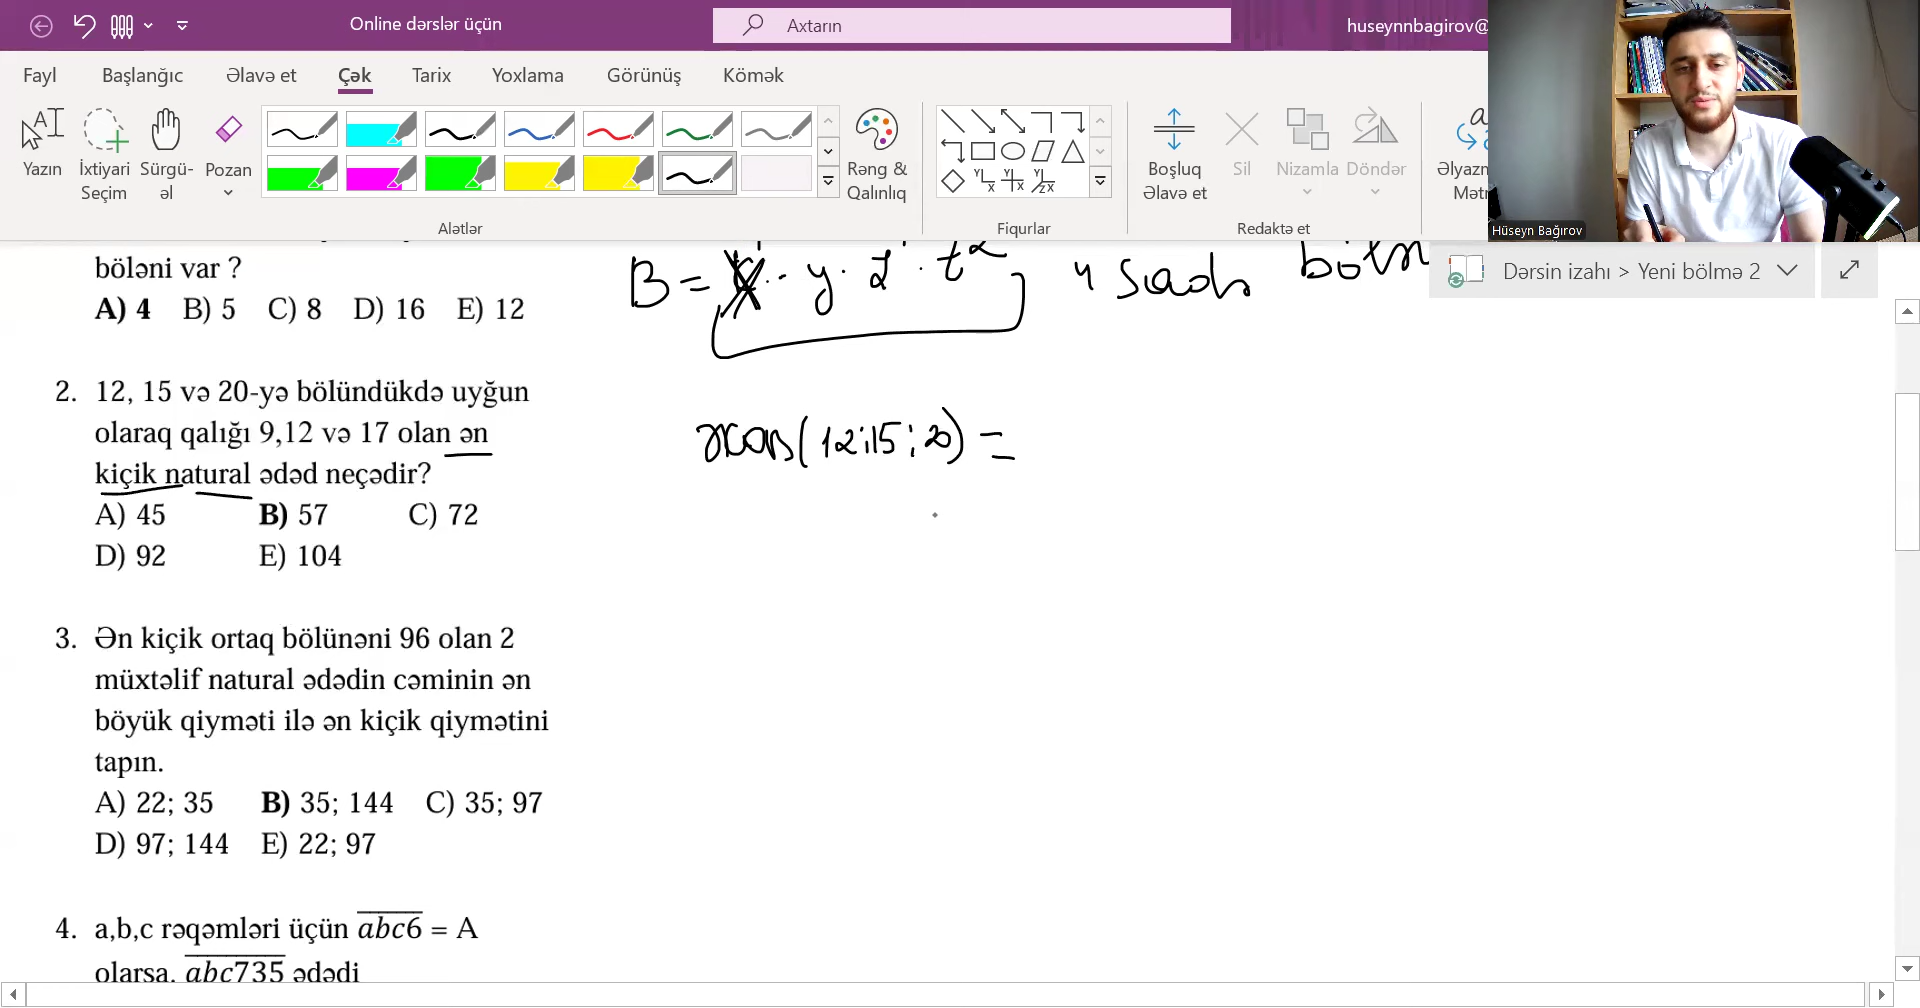 Online dərslər üçün
Axtarın
huseynnbagirov@
Fayl Başlanğıc Əlavə et Çək Tarix Yoxlama Görünüş Kömək
Yazın
İxtiyari Seçim
Sürgü-əl
Pozan
Rəng & Qalınlıq
Boşluq Əlavə et
Sil
Nizamla
Döndər
Alətlər
Fiqurlar
Redaktə et
Hüseyn Bağırov
Dərsin izahı > Yeni bölmə 2
böləni var ?
A) 4 B) 5 C) 8 D) 16 E) 12
2. 12, 15 və 20-yə bölündükdə uyğun
olaraq qalığı 9,12 və 17 olan ən
kiçik natural ədəd neçədir?
A) 45 B) 57 C) 72
D) 92 E) 104
3. Ən kiçik ortaq bölünəni 96 olan 2
müxtəlif natural ədədin cəminin ən
böyük qiyməti ilə ən kiçik qiymətini
tapın.
A) 22; 35 B) 35; 144 C) 35; 97
D) 97; 144 E) 22; 97
4. a,b,c rəqəmləri üçün abc6 = A
olarsa, abc735 ədədi
(12;15;20) =